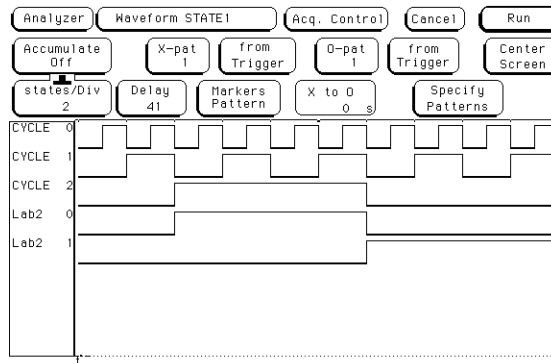 Analyzer Waveform STATE1 Acq. Control Cancel Run
Accumulate Off X-pat 1 from Trigger O-pat 1 from Trigger Center Screen
states/Div 2 Delay 41 Markers Pattern X to O 0 s Specify Patterns
CYCLE 0
CYCLE 1
CYCLE 2
Lab2 0
Lab2 1